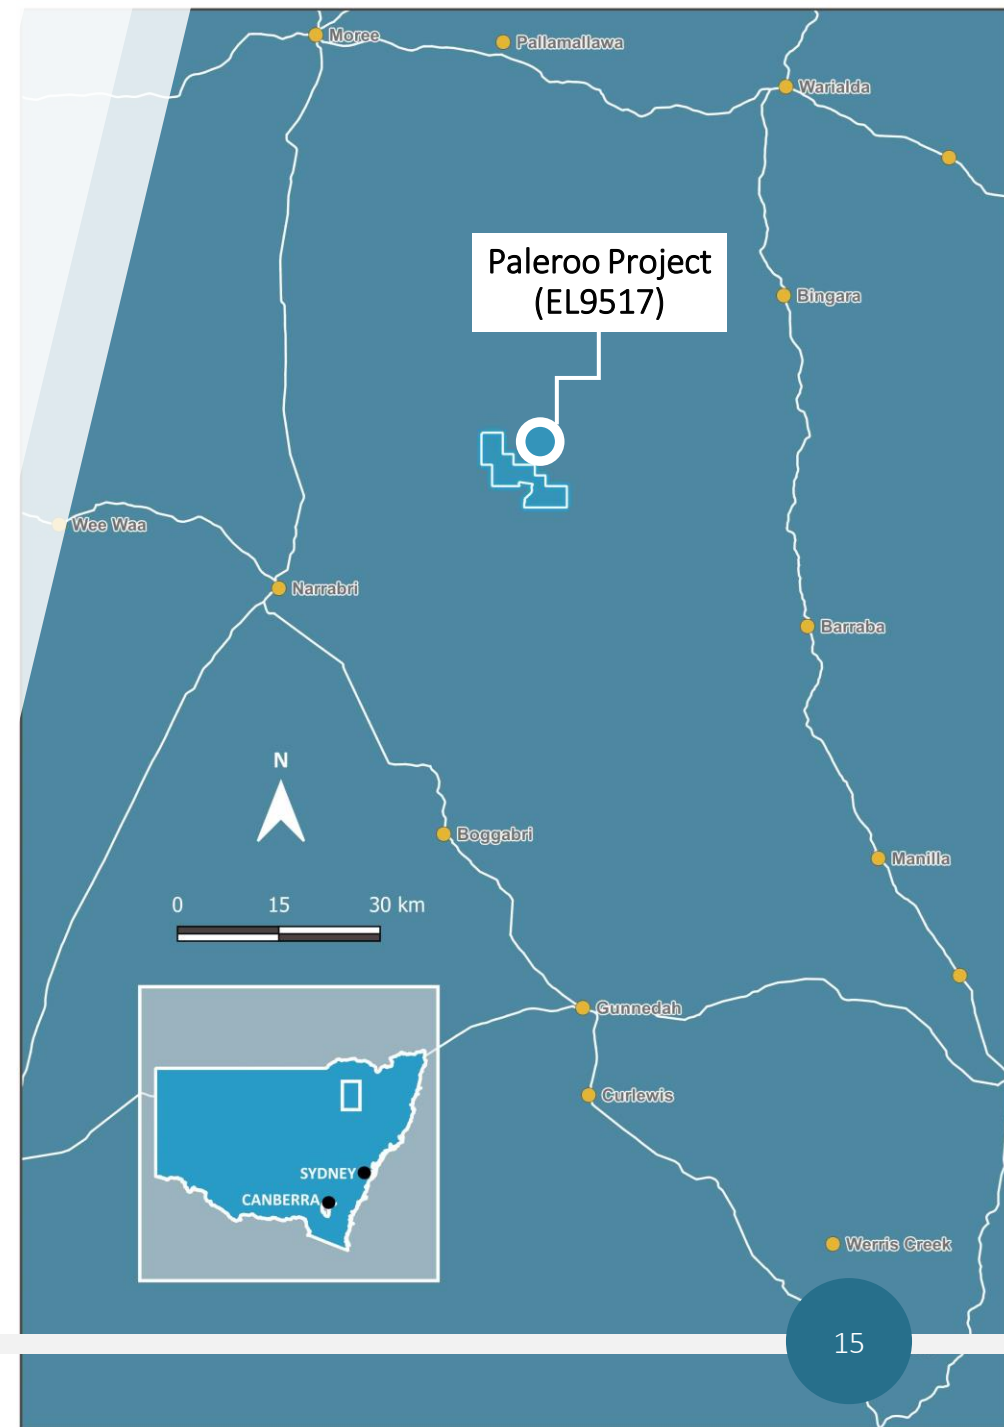 Moree
Pallamallawa
Warialda
Paleroo Project
(EL9517)
Bingara
Wee Waa
Narrabri
Barraba
N
Boggabri
Manilla
0 15 30 km
Gunnedah
Curlewis
SYDNEY
CANBERRA
Werris Creek
15